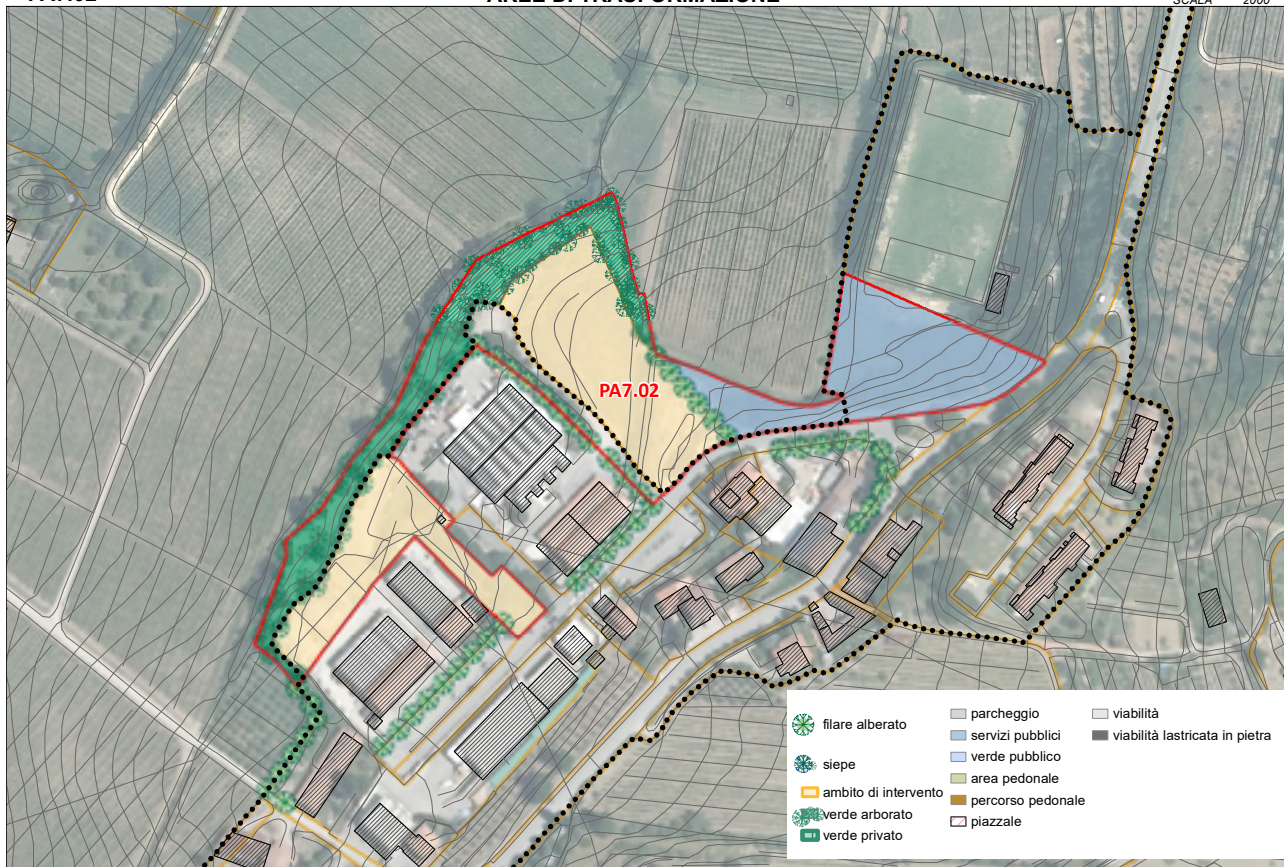 AREE DI TRASFORMAZIONE
SCALA 2000
PA7.02
filare alberato
siepe
ambito di intervento
verde arborato
verde privato
parcheggio
servizi pubblici
verde pubblico
area pedonale
percorso pedonale
piazzale
viabilità
viabilità lastricata in pietra